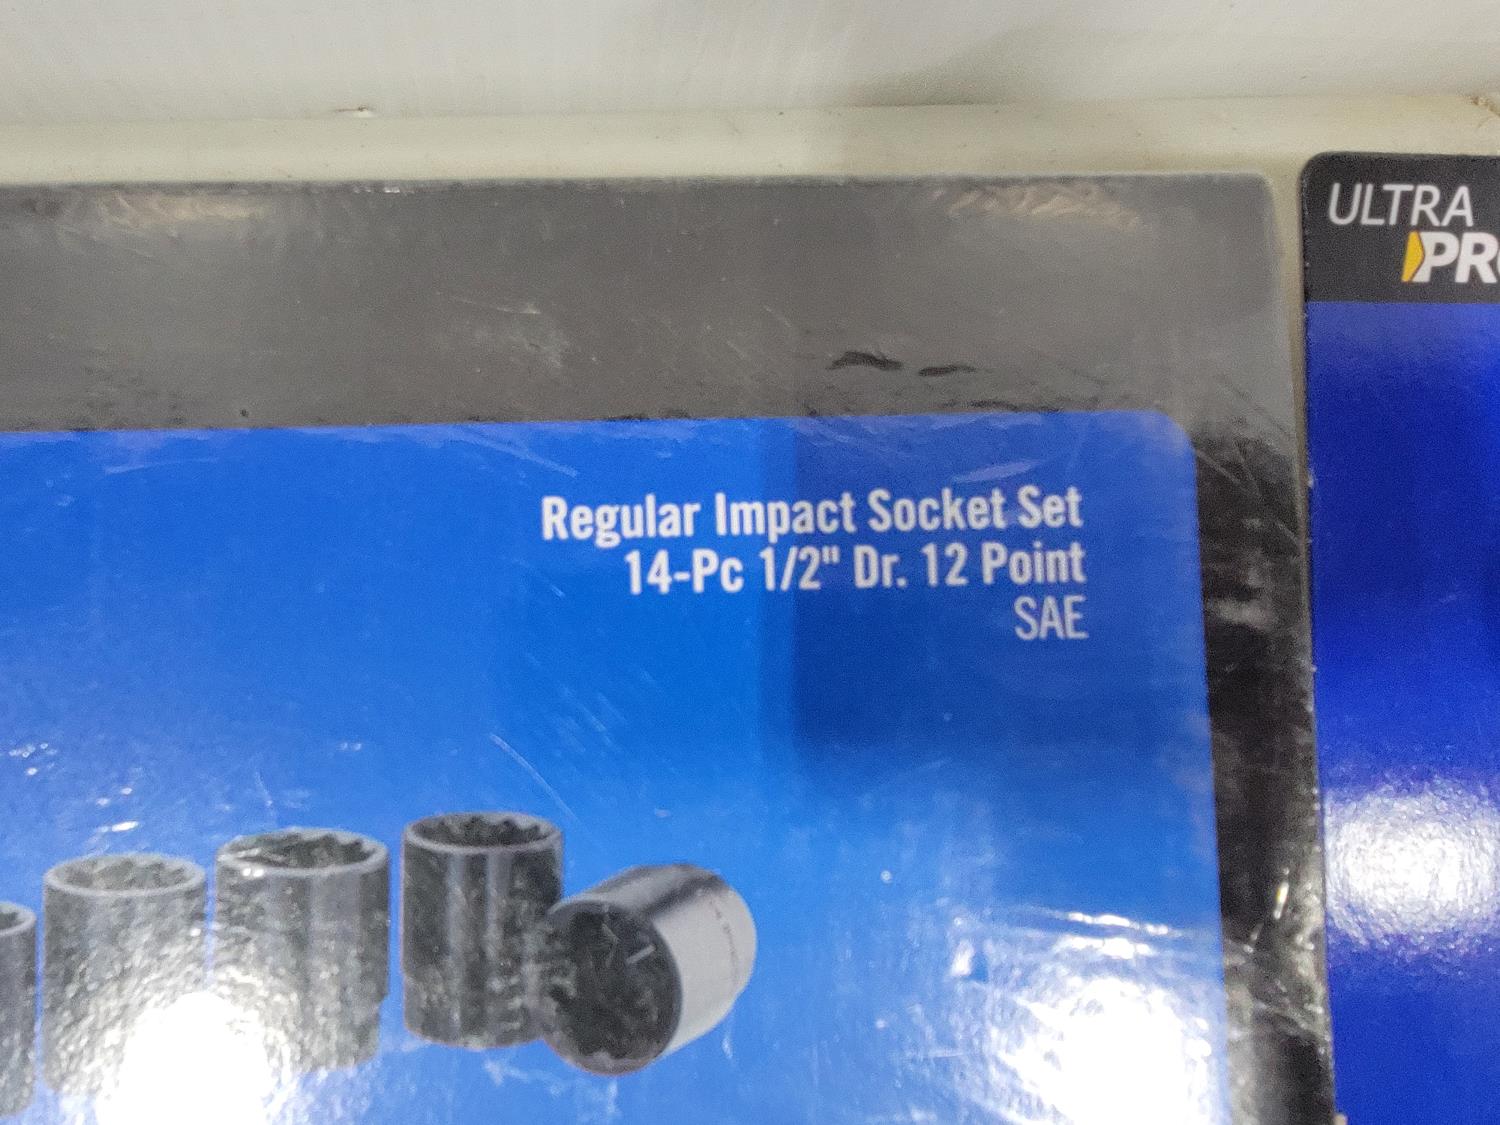 Regular Impact Socket Set
14-Pc 1/2" Dr. 12 Point
SAE
ULTRA